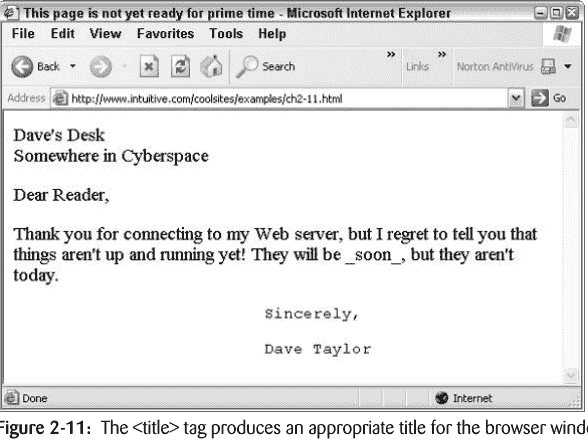 This page is not yet ready for prime time - Microsoft Internet Explorer
File Edit View Favorites Tools Help
Back Search » Links » Norton AntiVirus
Address http://www.intuitive.com/coolsites/examples/ch2-11.html Go
Dave's Desk
Somewhere in Cyberspace
Dear Reader,
Thank you for connecting to my Web server, but I regret to tell you that
things aren't up and running yet! They will be _soon_, but they aren't
today.
Sincerely,
Dave Taylor
Done Internet
Figure 2-11: The <title> tag produces an appropriate title for the browser